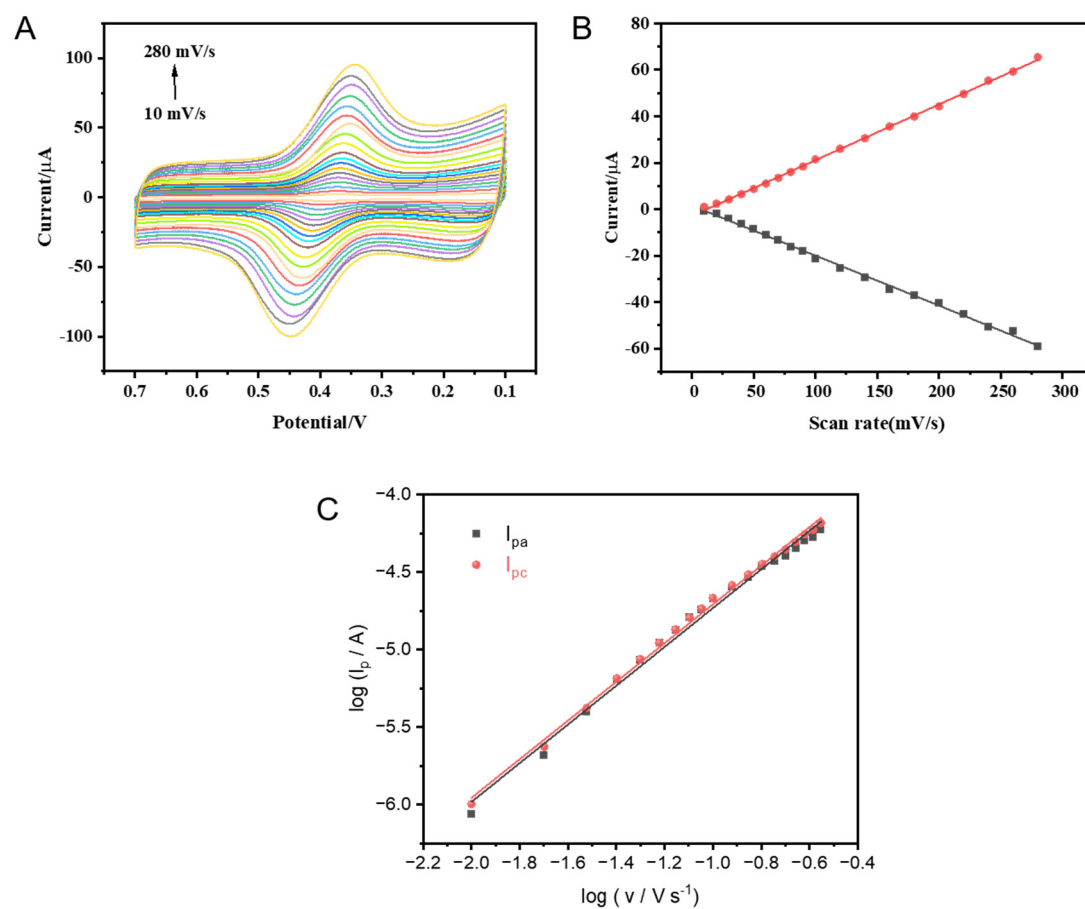 A
280 mV/s
10 mV/s
100
50
0
-50
-100
Current/μA
0.7 0.6 0.5 0.4 0.3 0.2 0.1
Potential/V
B
80
60
40
20
0
-20
-40
-60
Current/μA
0 50 100 150 200 250 300
Scan rate(mV/s)
C
−4.0
−4.5
−5.0
−5.5
−6.0
log (Ip / A)
Ipa
Ipc
−2.2 −2.0 −1.8 −1.6 −1.4 −1.2 −1.0 −0.8 −0.6 −0.4
log ( v / V s⁻¹)